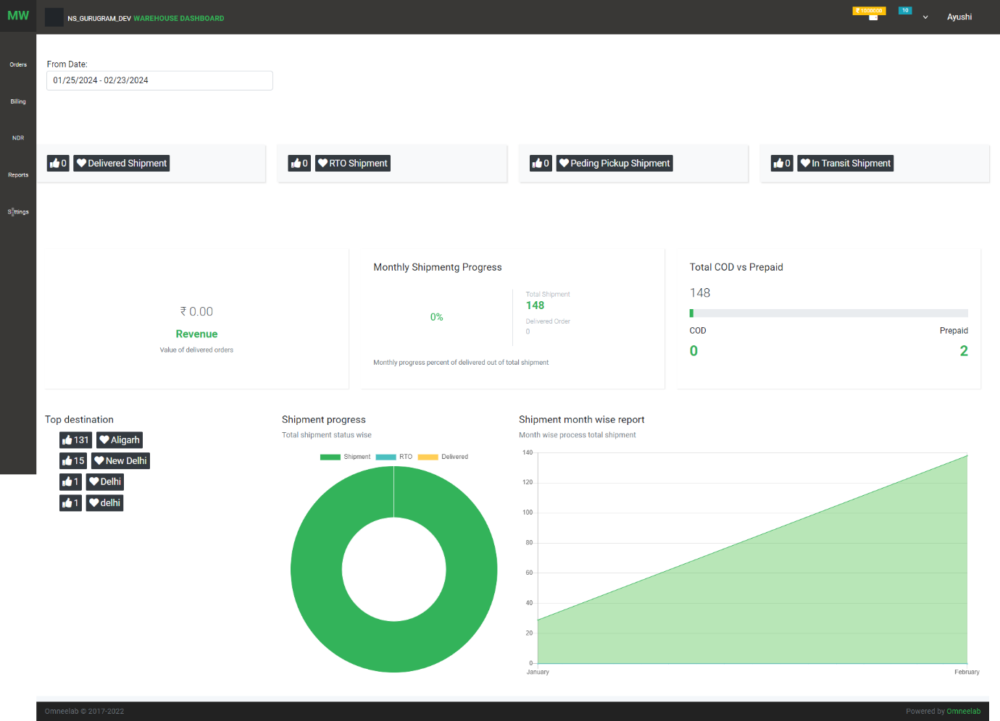 MW
NS_GURUGRAM_DEV WAREHOUSE DASHBOARD
₹ 1000000
10
Ayushi
Orders
Billing
NDR
Reports
Settings
From Date:
01/25/2024 - 02/23/2024
0 Delivered Shipment
0 RTO Shipment
0 Peding Pickup Shipment
0 In Transit Shipment
₹ 0.00
Revenue
Value of delivered orders
Monthly Shipmentg Progress
0%
Total Shipment
148
Delivered Order
0
Monthly progress percent of delivered out of total shipment
Total COD vs Prepaid
148
COD Prepaid
0 2
Top destination
131 Aligarh
15 New Delhi
1 Delhi
1 delhi
Shipment progress
Total shipment status wise
Shipment RTO Delivered
Shipment month wise report
Month wise process total shipment
140
120
100
80
60
40
20
0
January February
Omneelab © 2017-2022
Powered by Omneelab